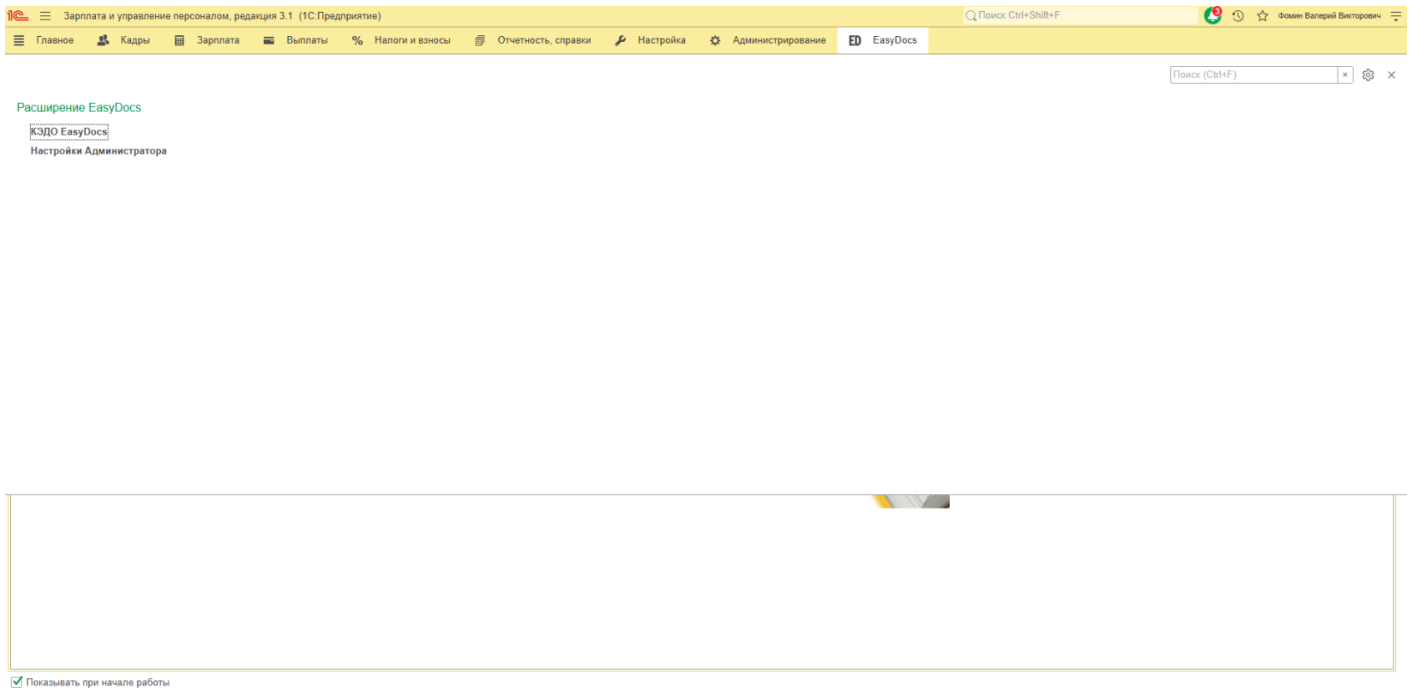 1С Зарплата и управление персоналом, редакция 3.1 (1С:Предприятие) Поиск Ctrl+Shift+F 3 Фомин Валерий Викторович
Главное Кадры Зарплата Выплаты % Налоги и взносы Отчетность, справки Настройка Администрирование ED EasyDocs
Поиск (Ctrl+F) × ×
Расширение EasyDocs
КЭДО EasyDocs
Настройки Администратора
Показывать при начале работы